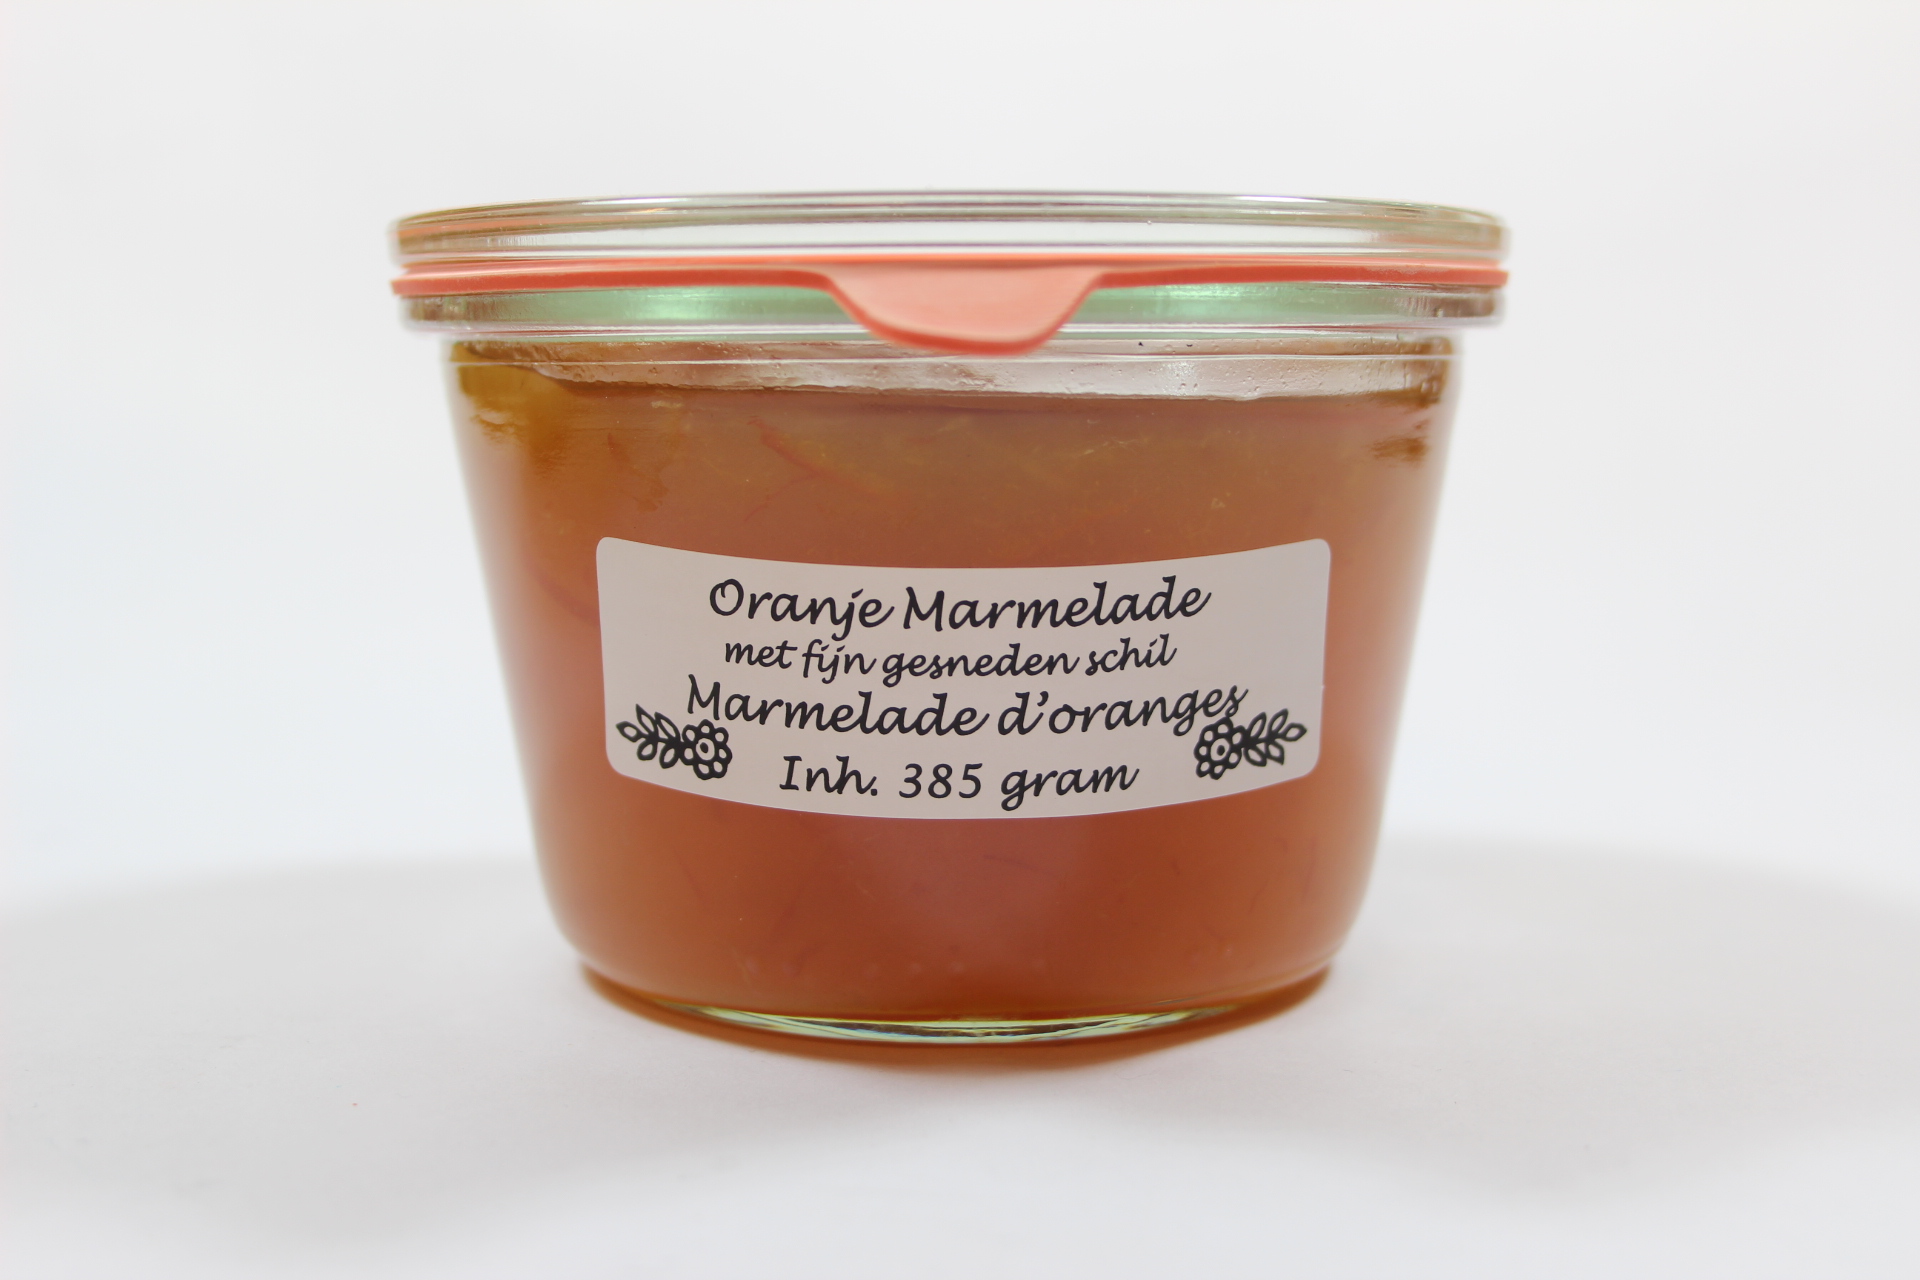 Oranje Marmelade
met fijn gesneden schil
Marmelade d'oranges
Inh. 385 gram